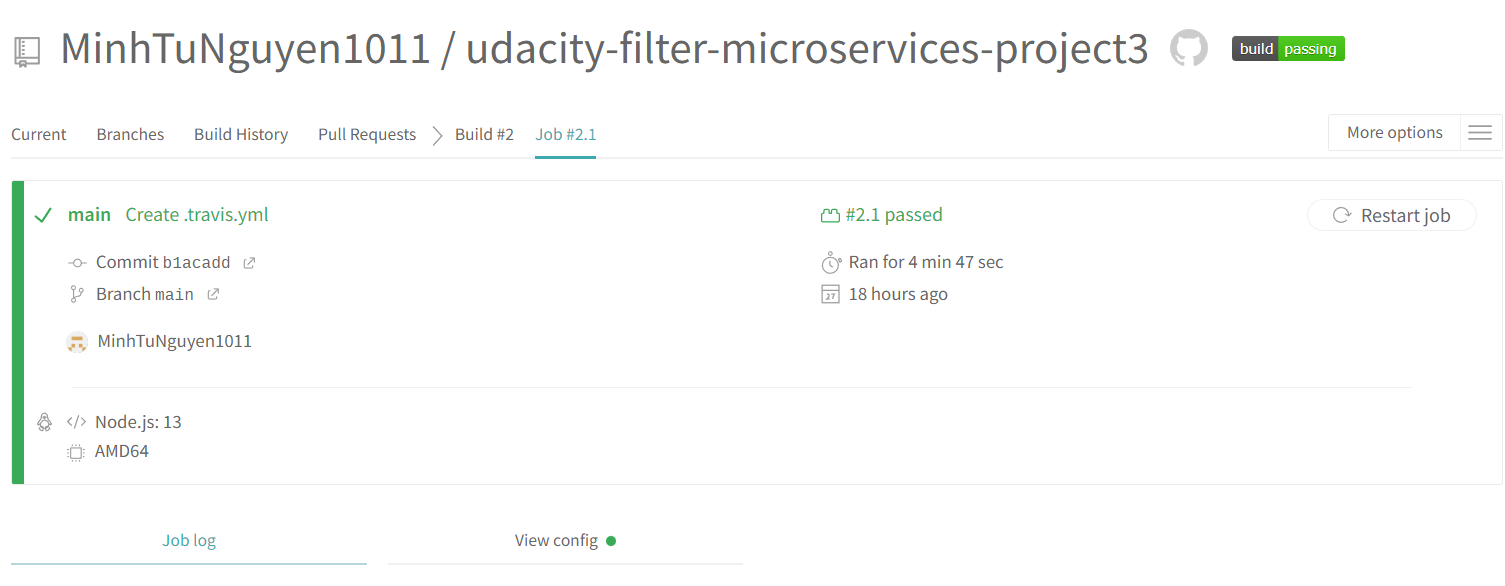 MinhTuNguyen1011 / udacity-filter-microservices-project3 build passing
Current Branches Build History Pull Requests Build #2 Job #2.1 More options
main Create .travis.yml #2.1 passed Restart job
Commit b1acadd Ran for 4 min 47 sec
Branch main 18 hours ago
MinhTuNguyen1011
</> Node.js: 13
AMD64
Job log View config